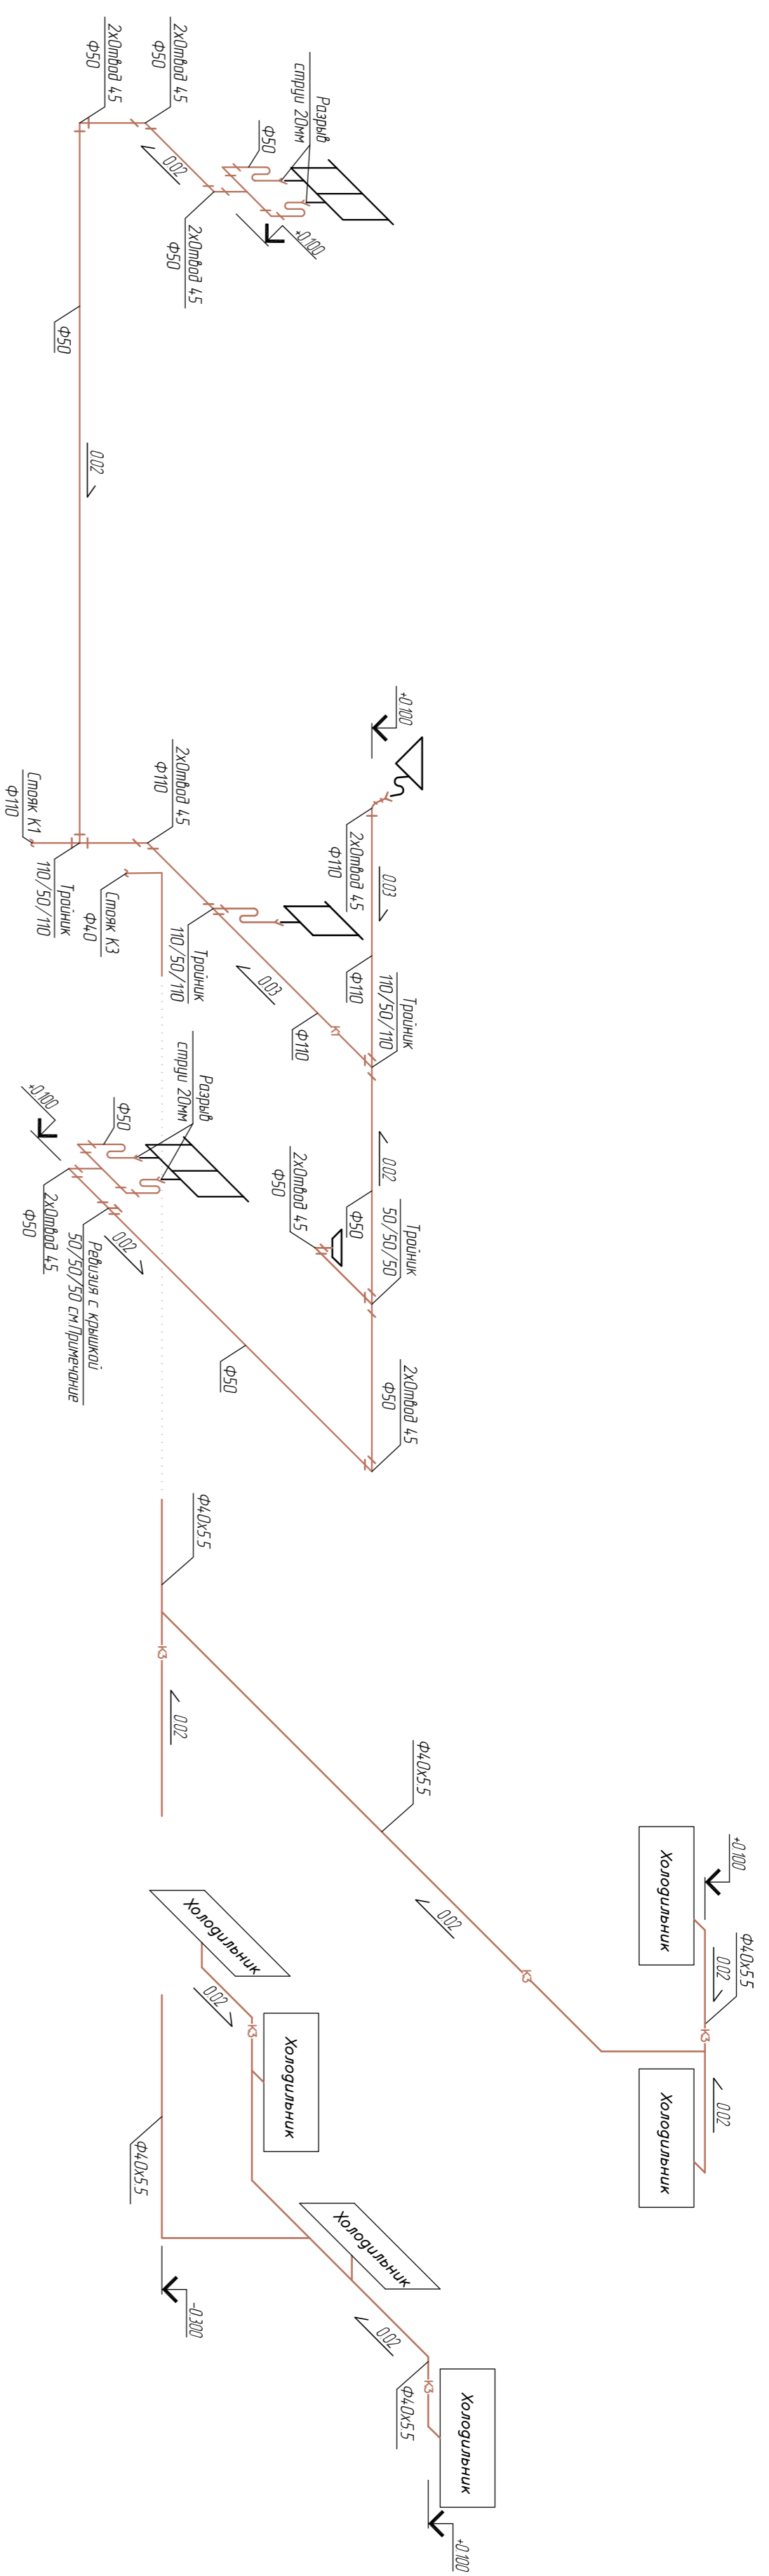 2хОтвод 45
Ф50
2хОтвод 45
Ф50
0.02
Ф50
Разрыв
струи 20мм
+0.100
2хОтвод 45
Ф50
Ф50
0.02
+0.100
2хОтвод 45
Ф110
0.03
Ф110
Тройник
110/50/110
2хОтвод 45
Ф110
Стояк К1
Ф110
Тройник
110/50/110
Стояк К3
Ф40
Тройник
110/50/110
0.03
Ф110
К1
0.02
Ф50
Тройник
50/50/50
2хОтвод 45
Ф50
2хОтвод 45
Ф50
Разрыв
струи 20мм
Ф50
+0.100
2хОтвод 45
Ф50
Ревизия с крышкой
50/50/50 см.Примечание
0.02
Ф50
Ф40х5.5
К3
0.02
Ф40х5.5
0.02
К3
Холодильник
+0.100
Ф40х5.5
0.02
К3
0.02
Холодильник
Холодильник
0.02
К3
Холодильник
Ф40х5.5
Холодильник
-0.300
0.02
Ф40х5.5
К3
Холодильник
+0.100